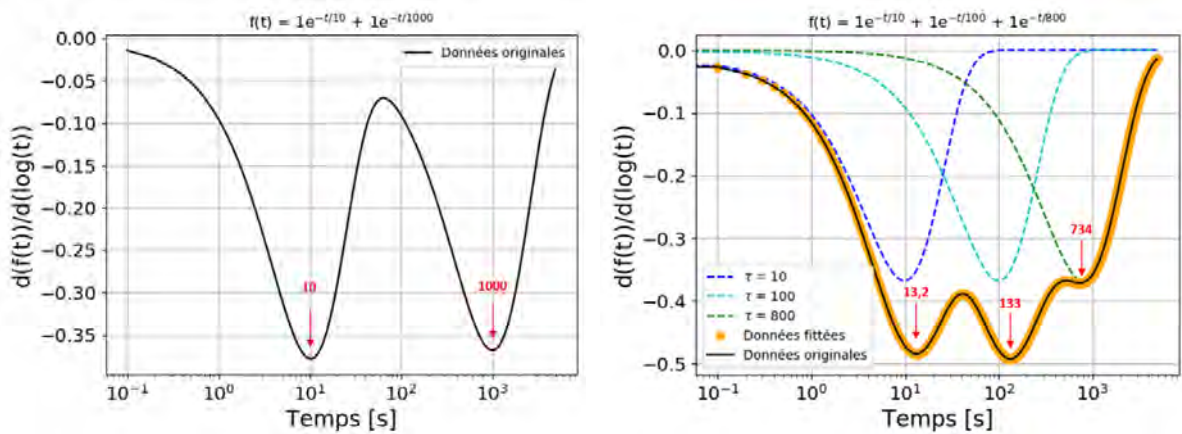 f(t) = 1e^{-t/10} + 1e^{-t/1000}
0.00
−0.05
−0.10
−0.15
−0.20
−0.25
−0.30
−0.35
d(f(t))/d(log(t))
Données originales
10
1000
10^{-1}
10^{0}
10^{1}
10^{2}
10^{3}
Temps [s]
f(t) = 1e^{-t/10} + 1e^{-t/100} + 1e^{-t/800}
0.0
−0.1
−0.2
−0.3
−0.4
−0.5
d(f(t))/d(log(t))
734
13,2
133
τ = 10
τ = 100
τ = 800
Données fittées
Données originales
10^{-1}
10^{0}
10^{1}
10^{2}
10^{3}
Temps [s]